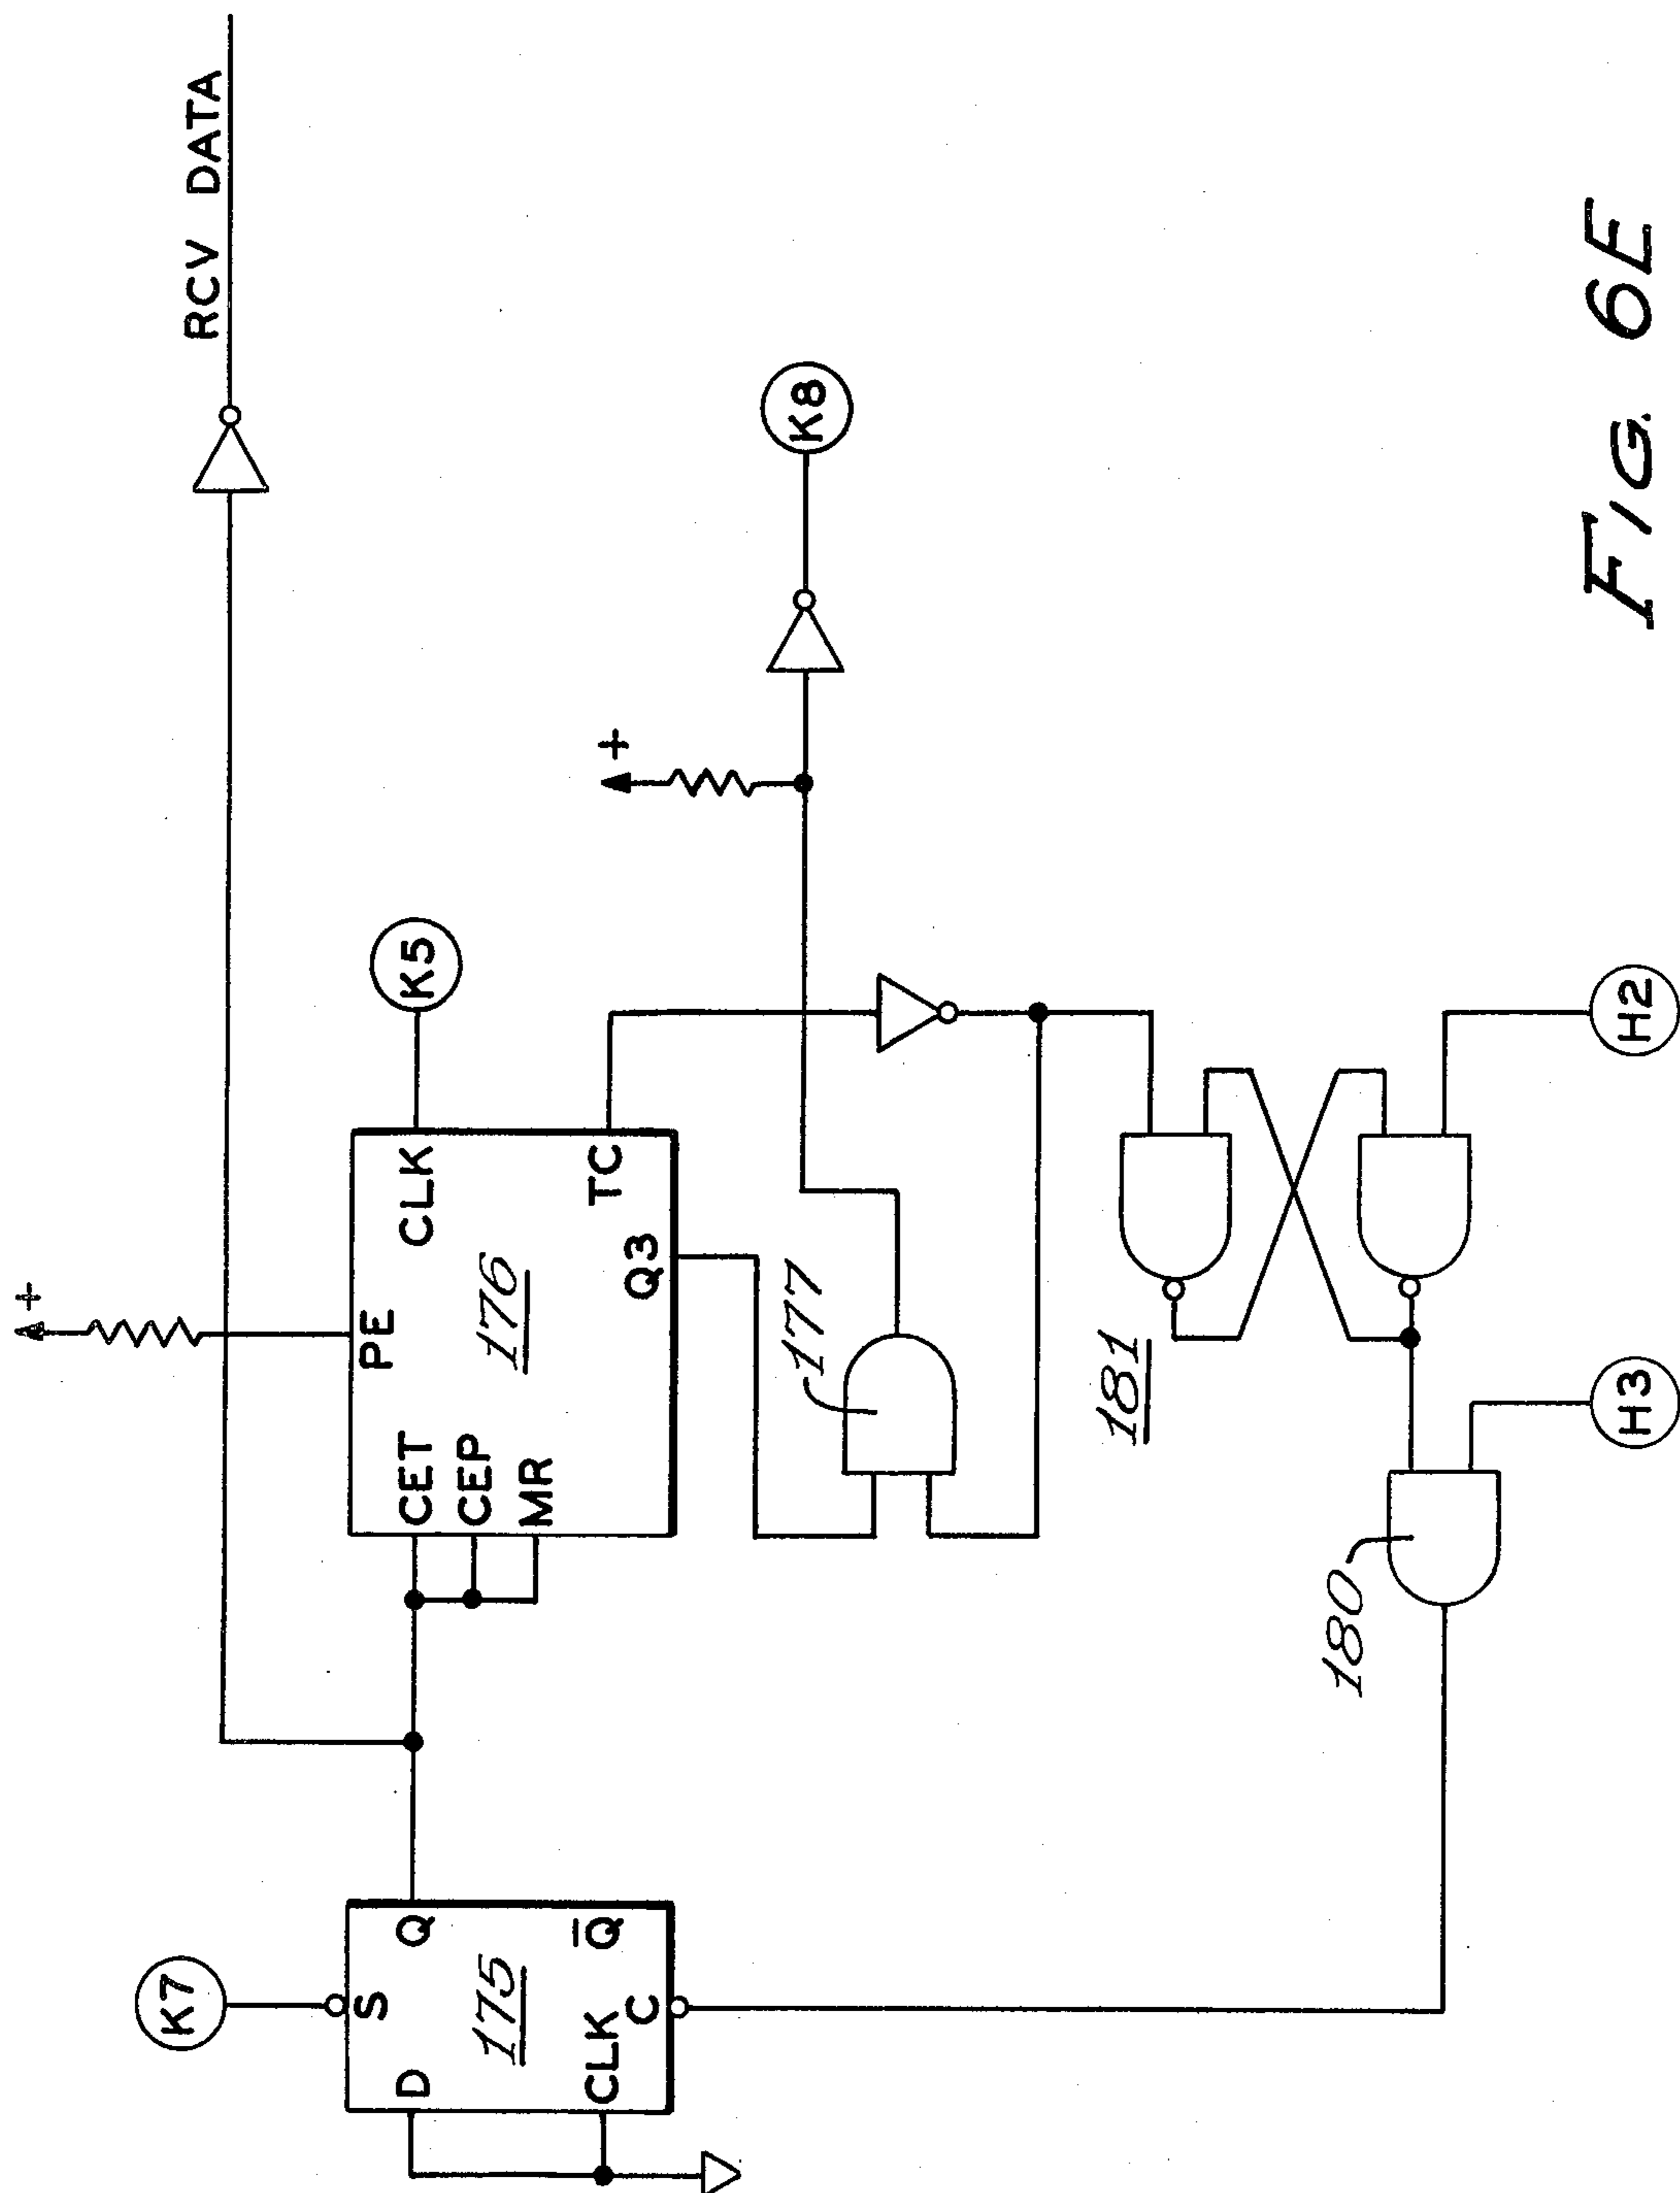 RCV DATA
+
PE
K5
K7
S
D
Q
175
CLK
Q̅
C
CET
CEP
MR
176
CLK
TC
Q3
+
K8
177
181
180
H3
H2
FIG. 6E